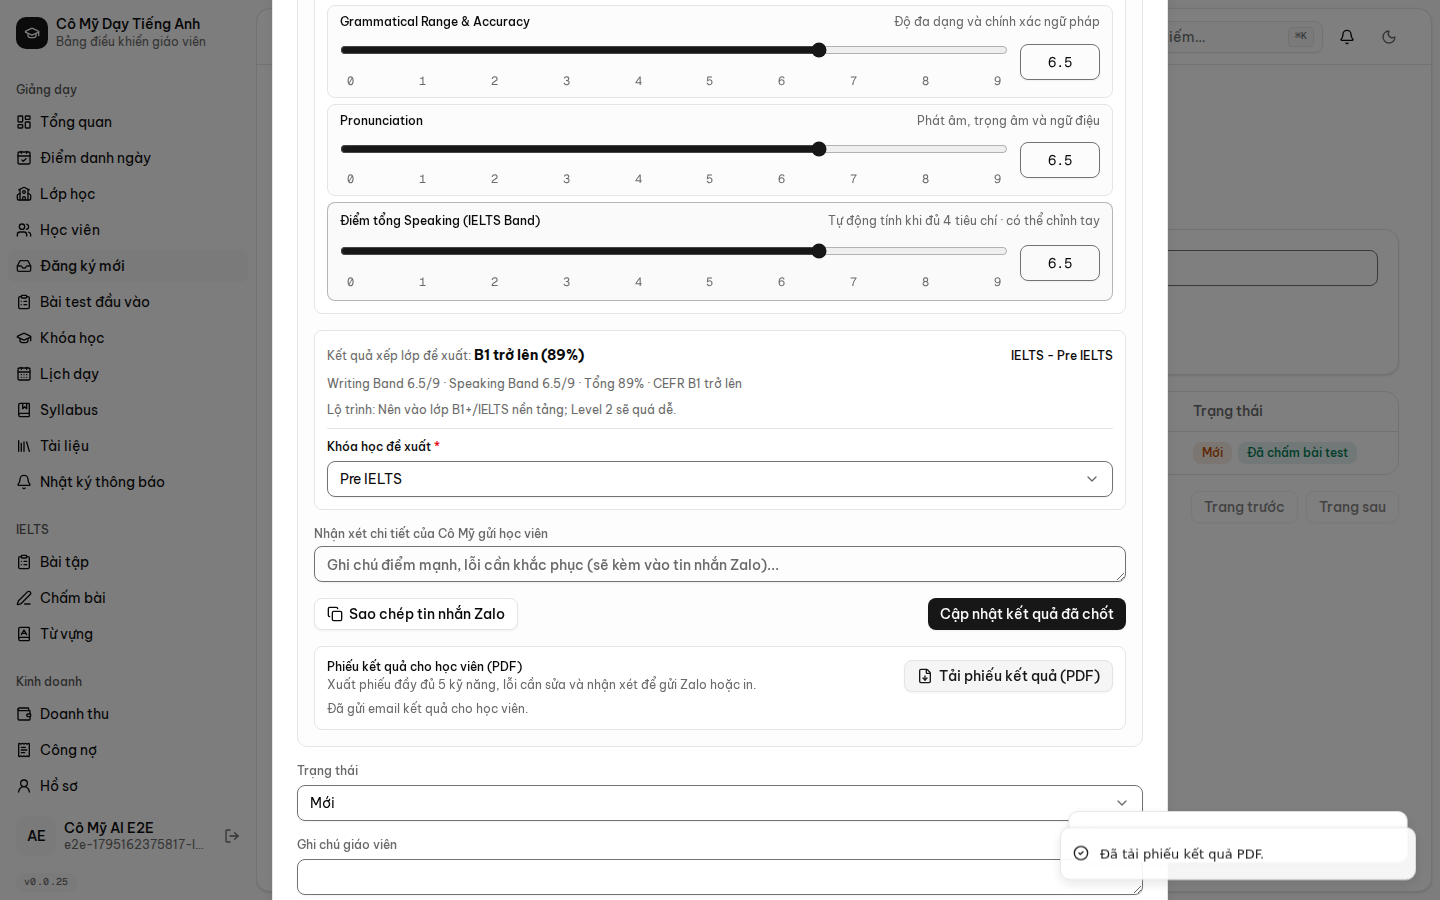 Cô Mỹ Dạy Tiếng Anh
Bảng điều khiển giáo viên
Giảng dạy
Tổng quan
Điểm danh ngày
Lớp học
Học viên
Đăng ký mới
Bài test đầu vào
Khóa học
Lịch dạy
Syllabus
Tài liệu
Nhật ký thông báo
IELTS
Bài tập
Chấm bài
Từ vựng
Kinh doanh
Doanh thu
Công nợ
Hồ sơ
AE
Cô Mỹ AI E2E
e2e-1795162375817-l...
v0.0.25
Grammatical Range & Accuracy
Độ đa dạng và chính xác ngữ pháp
0 1 2 3 4 5 6 7 8 9
6.5
Pronunciation
Phát âm, trọng âm và ngữ điệu
0 1 2 3 4 5 6 7 8 9
6.5
Điểm tổng Speaking (IELTS Band)
Tự động tính khi đủ 4 tiêu chí · có thể chỉnh tay
0 1 2 3 4 5 6 7 8 9
6.5
Kết quả xếp lớp đề xuất: B1 trở lên (89%)
IELTS - Pre IELTS
Writing Band 6.5/9 · Speaking Band 6.5/9 · Tổng 89% · CEFR B1 trở lên
Lộ trình: Nên vào lớp B1+/IELTS nền tảng; Level 2 sẽ quá dễ.
Khóa học đề xuất *
Pre IELTS
Nhận xét chi tiết của Cô Mỹ gửi học viên
Ghi chú điểm mạnh, lỗi cần khắc phục (sẽ kèm vào tin nhắn Zalo)...
Sao chép tin nhắn Zalo
Cập nhật kết quả đã chốt
Phiếu kết quả cho học viên (PDF)
Xuất phiếu đầy đủ 5 kỹ năng, lỗi cần sửa và nhận xét để gửi Zalo hoặc in.
Đã gửi email kết quả cho học viên.
Tải phiếu kết quả (PDF)
Trạng thái
Mới
Ghi chú giáo viên
iếm...
⌘K
Trạng thái
Mới
Đã chấm bài test
Trang trước
Trang sau
Đã tải phiếu kết quả PDF.